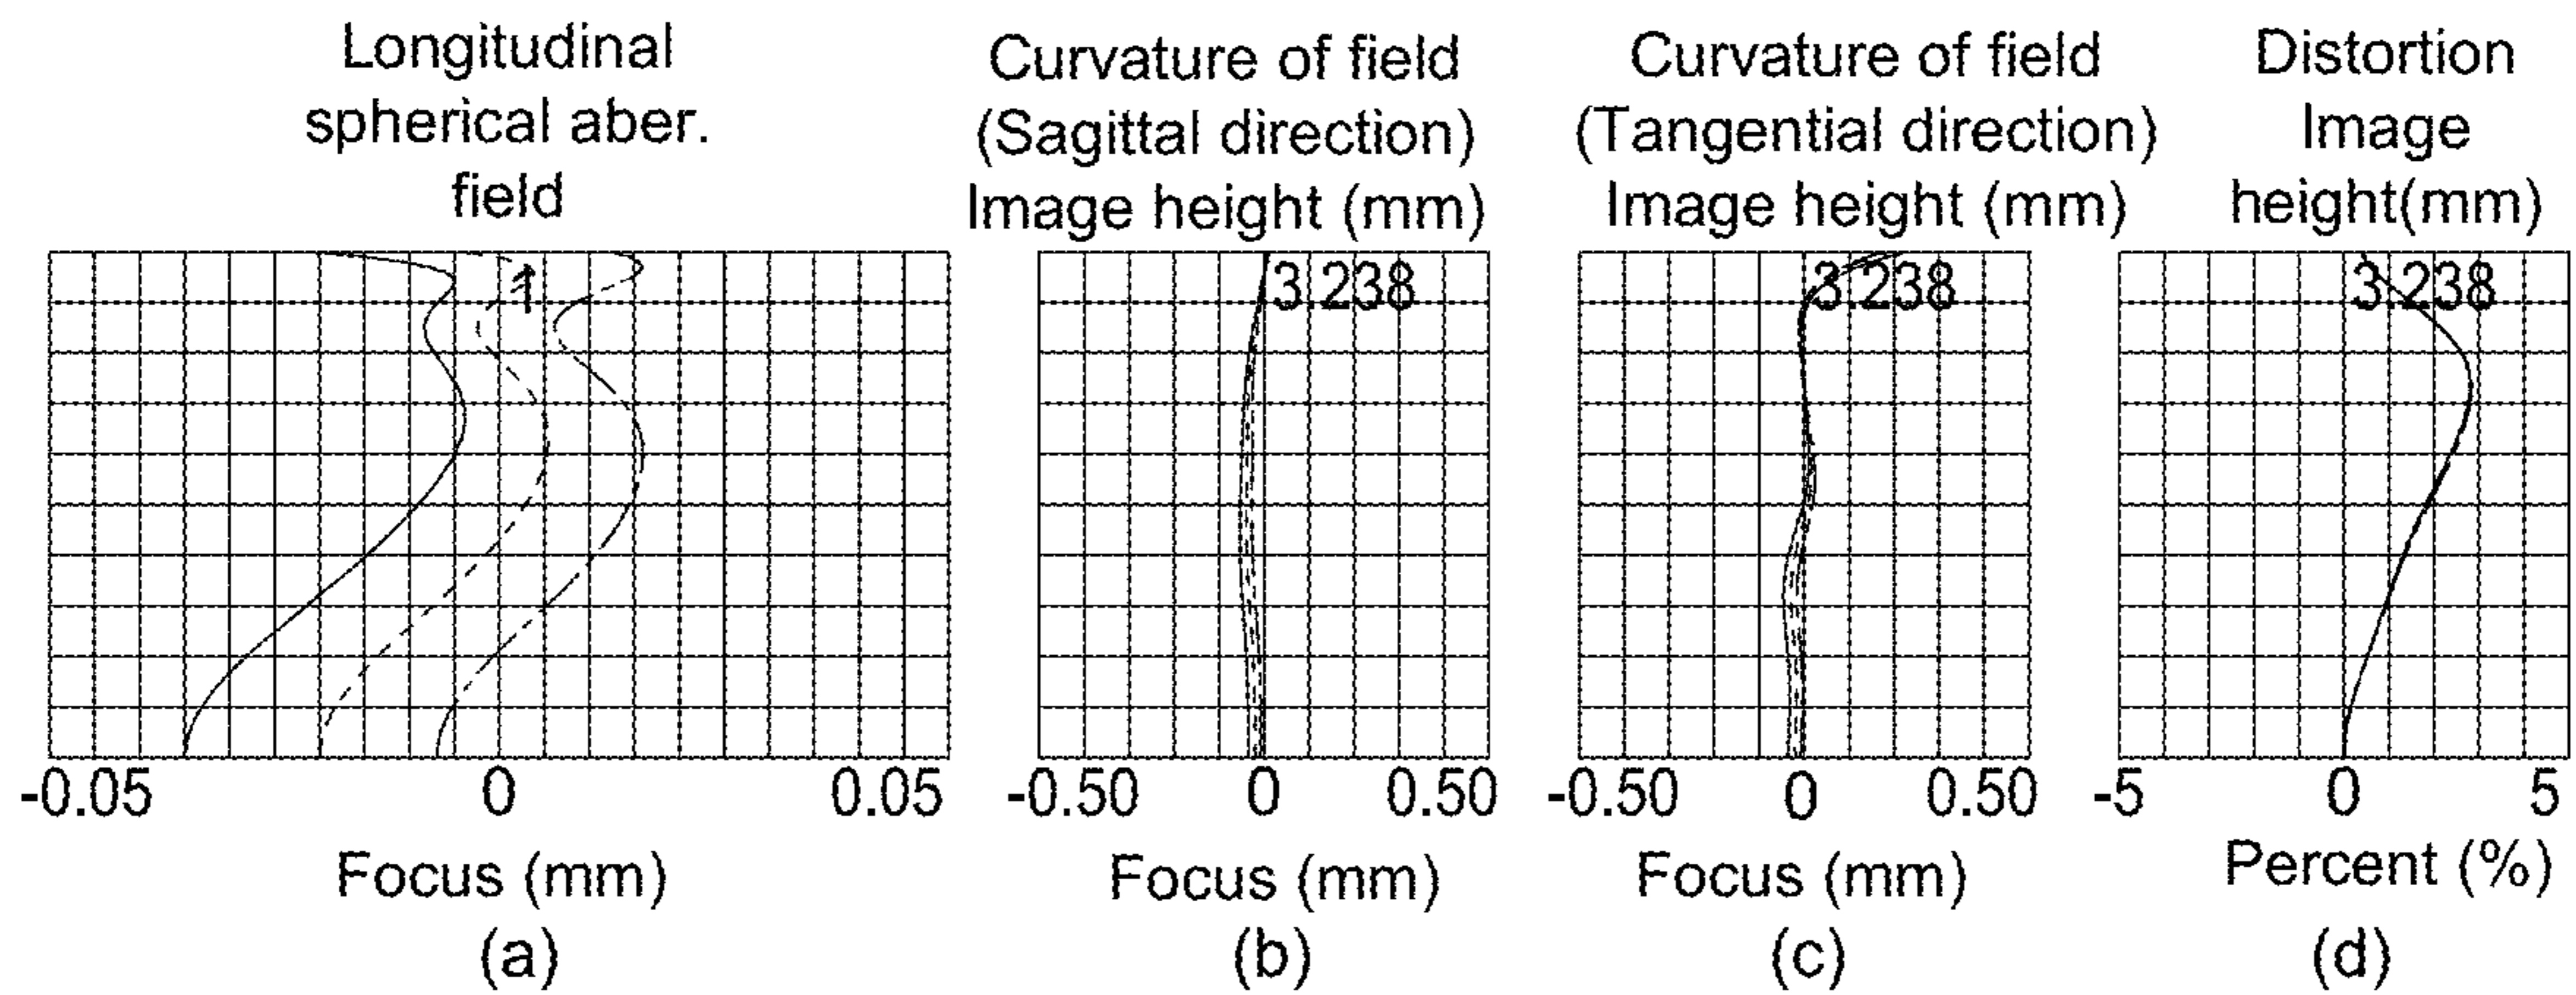 Longitudinal
spherical aber.
field
1
-0.05 0 0.05
Focus (mm)
(a)
Curvature of field
(Sagittal direction)
Image height (mm)
3.238
-0.50 0 0.50
Focus (mm)
(b)
Curvature of field
(Tangential direction)
Image height (mm)
3.238
-0.50 0 0.50
Focus (mm)
(c)
Distortion
Image
height(mm)
3.238
-5 0 5
Percent (%)
(d)